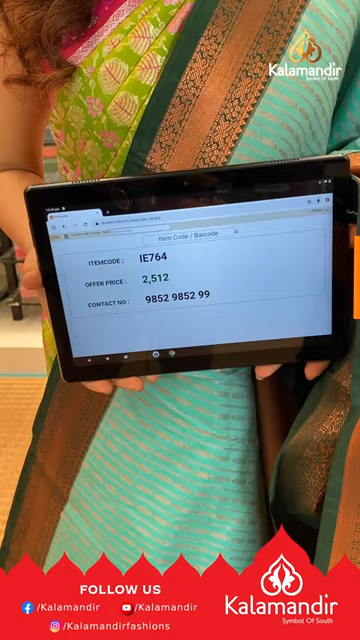 Kalamandir
Symbol Of South
Item Code / Barcode
ITEMCODE : IE764
OFFER PRICE : 2,512
CONTACT NO : 9852 9852 99
FOLLOW US
/Kalamandir /Kalamandir
/Kalamandirfashions
Kalamandir
Symbol Of South